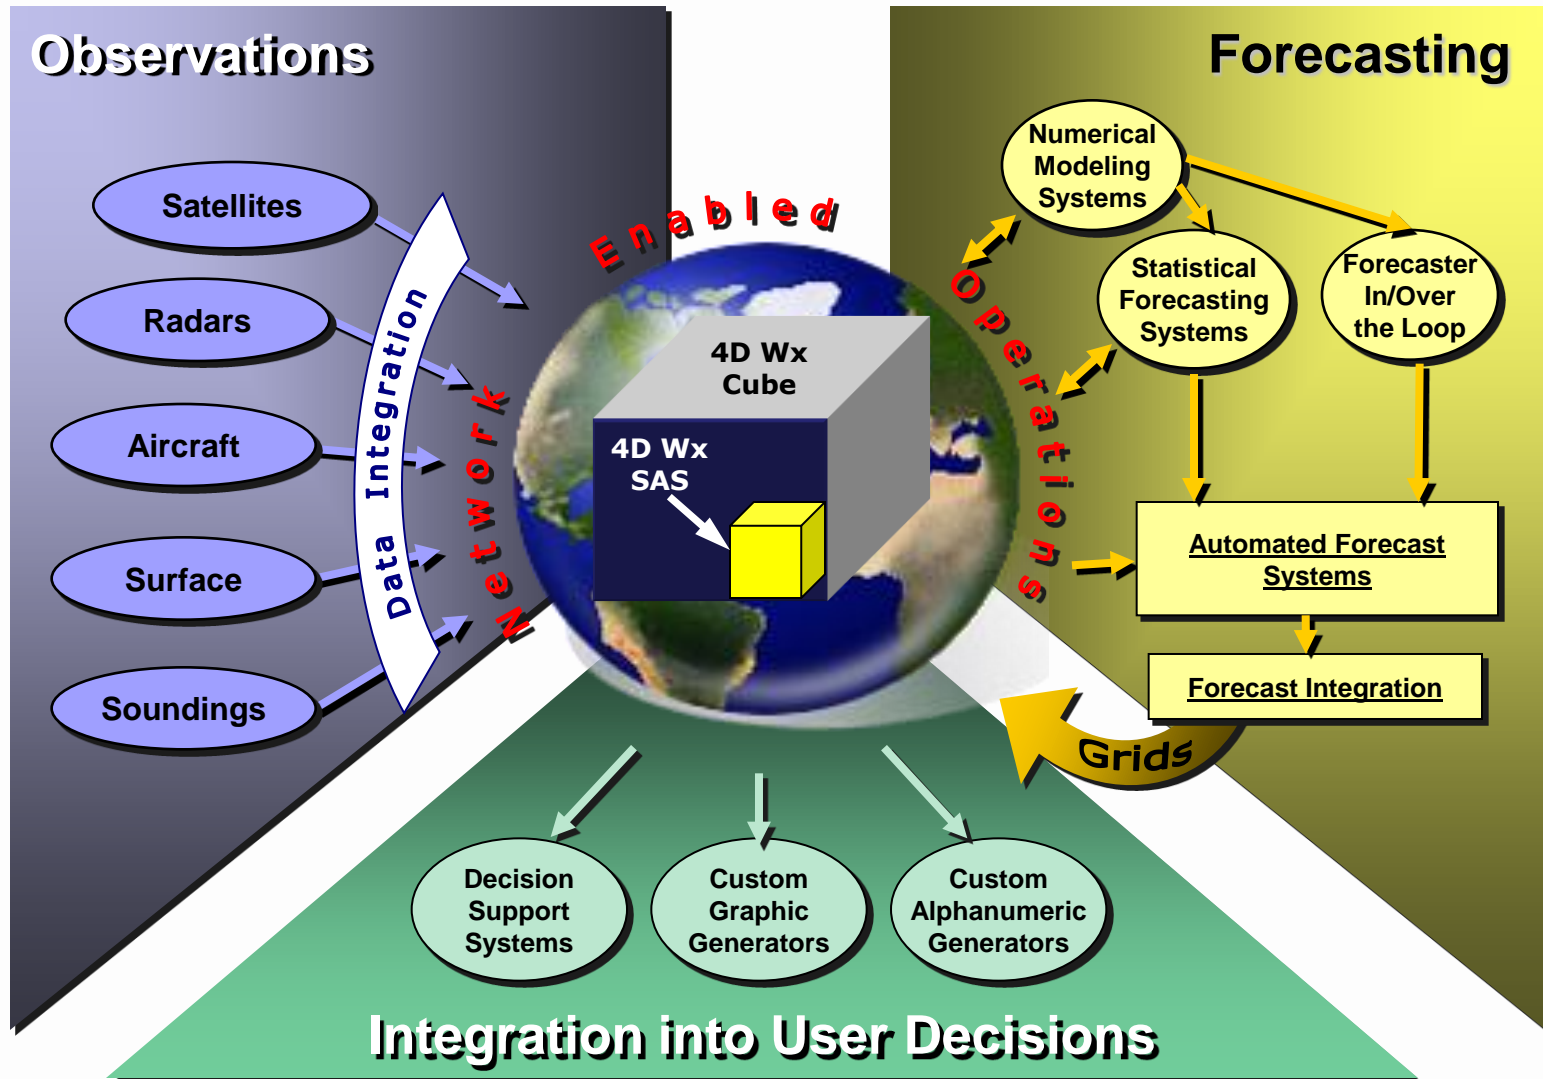 Observations
Forecasting
Satellites
Radars
Aircraft
Surface
Soundings
Data Integration
Network
Enabled
Operations
4D Wx
Cube
4D Wx
SAS
Numerical
Modeling
Systems
Statistical
Forecasting
Systems
Forecaster
In/Over
the Loop
Automated Forecast
Systems
Forecast Integration
Grids
Decision
Support
Systems
Custom
Graphic
Generators
Custom
Alphanumeric
Generators
Integration into User Decisions